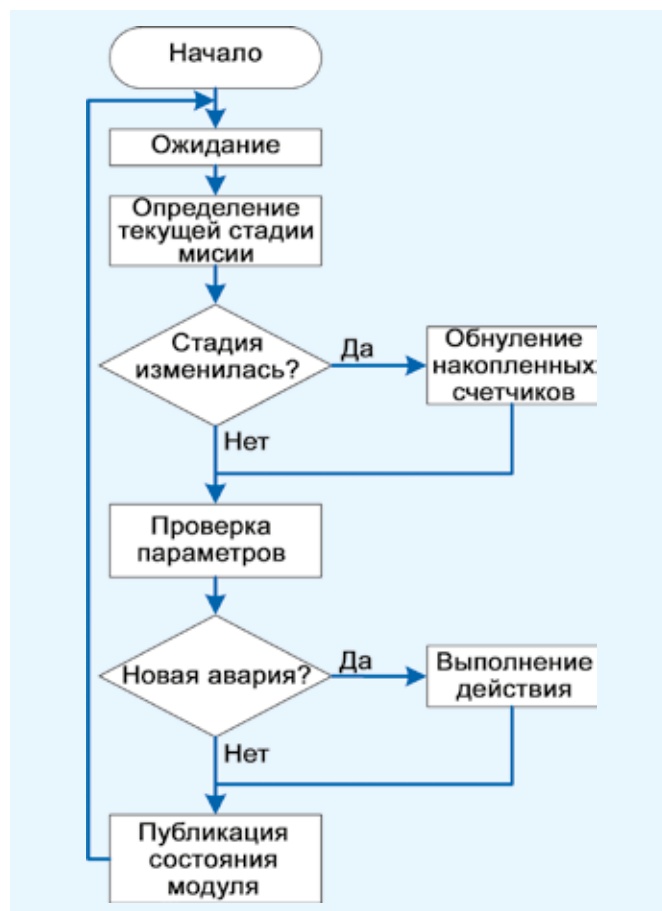 Начало
Ожидание
Определение
текущей стадии
мисии
Стадия
изменилась?
Да
Обнуление
накопленных
счетчиков
Нет
Проверка
параметров
Новая авария?
Да
Выполнение
действия
Нет
Публикация
состояния
модуля